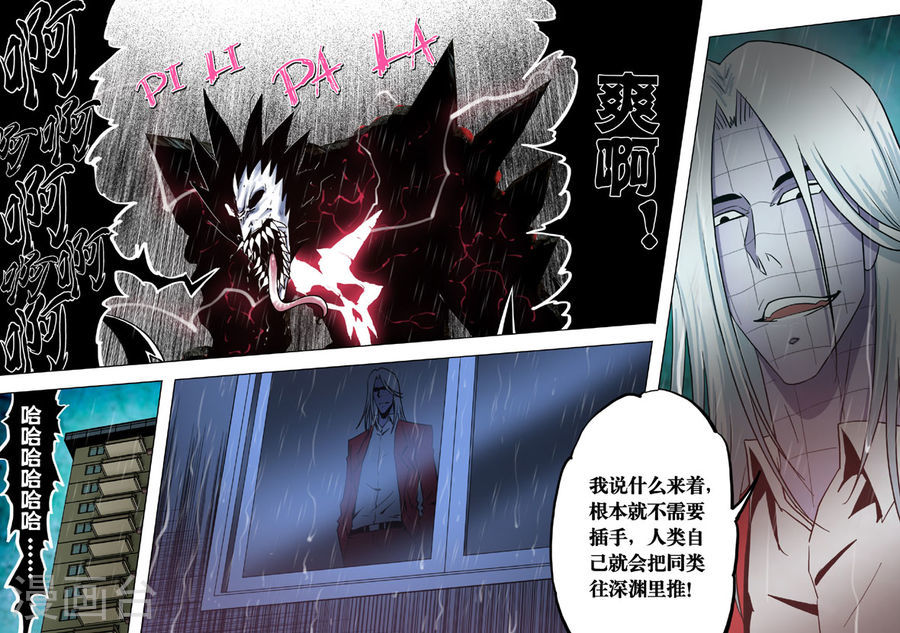 啊
啊啊
啊
啊啊
啊
PI LI PA LA
爽啊！
哈哈哈哈哈哈……
我说什么来着，
根本就不需要
插手，人类自
己就会把同类
往深渊里推！
漫画台